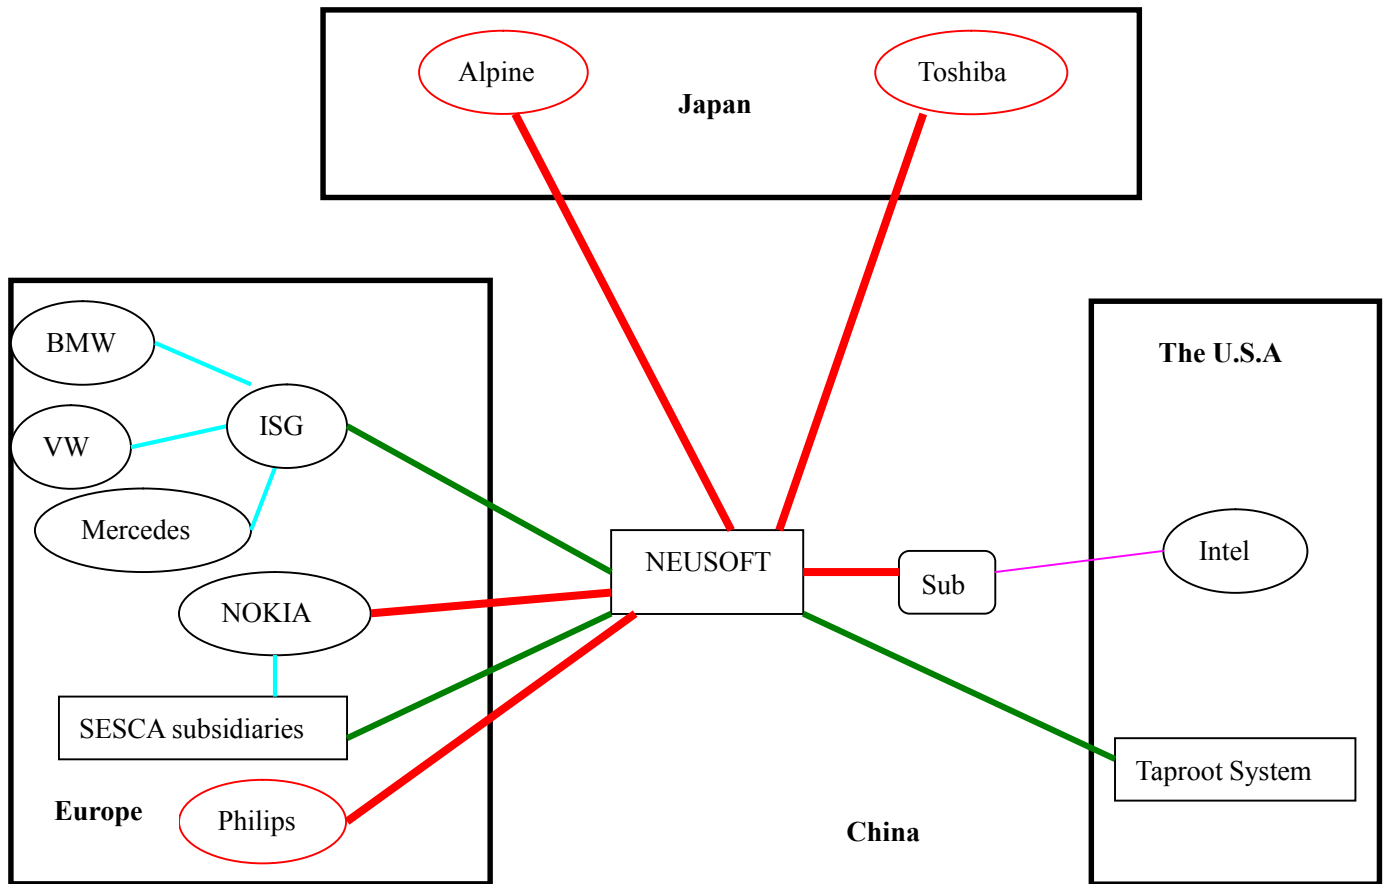 Alpine
Toshiba
Japan
BMW
The U.S.A
ISG
VW
Mercedes
NEUSOFT
Intel
Sub
NOKIA
SESCA subsidiaries
Taproot System
Europe
Philips
China